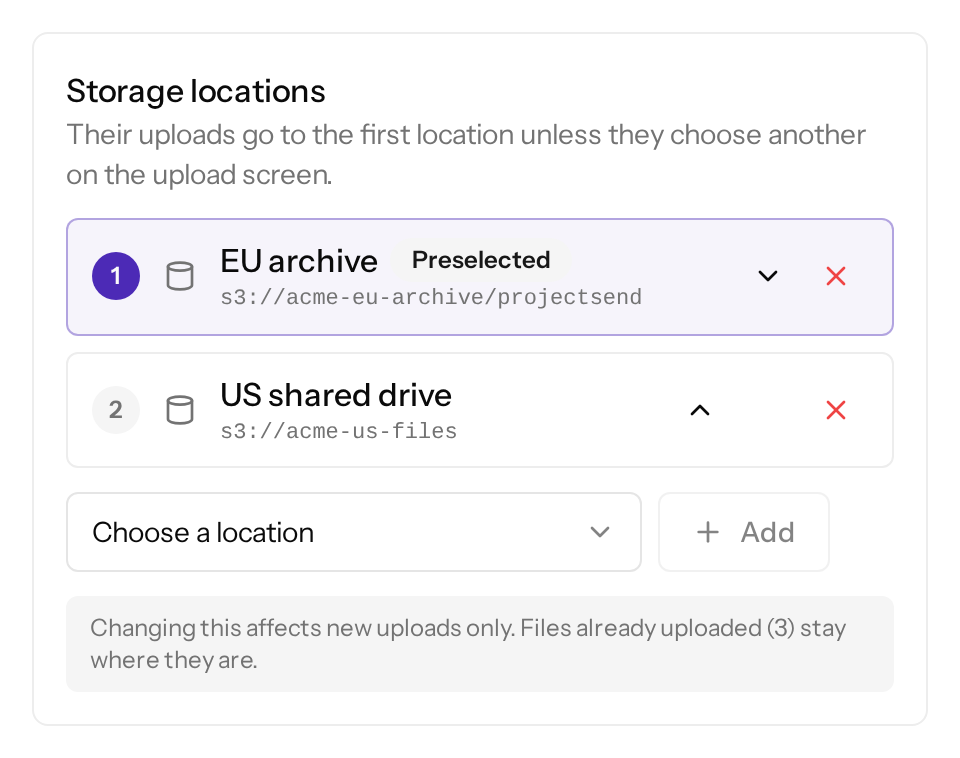 Storage locations
Their uploads go to the first location unless they choose another
on the upload screen.
1
EU archive
Preselected
s3://acme-eu-archive/projectsend
2
US shared drive
s3://acme-us-files
Choose a location
Add
Changing this affects new uploads only. Files already uploaded (3) stay
where they are.